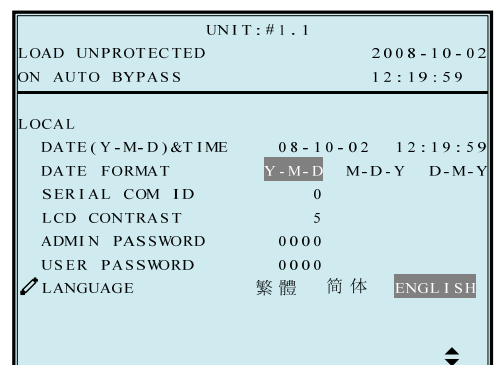 UNIT:#1.1
LOAD UNPROTECTED 2008-10-02
ON AUTO BYPASS 12:19:59
LOCAL
DATE(Y-M-D)&TIME 08-10-02 12:19:59
DATE FORMAT Y-M-D M-D-Y D-M-Y
SERIAL COM ID 0
LCD CONTRAST 5
ADMIN PASSWORD 0000
USER PASSWORD 0000
LANGUAGE 繁體 简体 ENGLISH